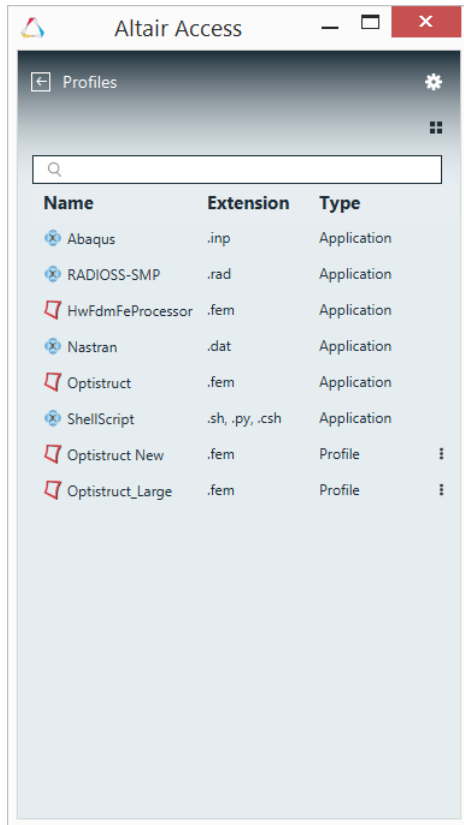 Altair Access
Profiles
Name Extension Type
Abaqus .inp Application
RADIOSS-SMP .rad Application
HwFdmFeProcessor .fem Application
Nastran .dat Application
Optistruct .fem Application
ShellScript .sh, .py, .csh Application
Optistruct New .fem Profile
Optistruct_Large .fem Profile